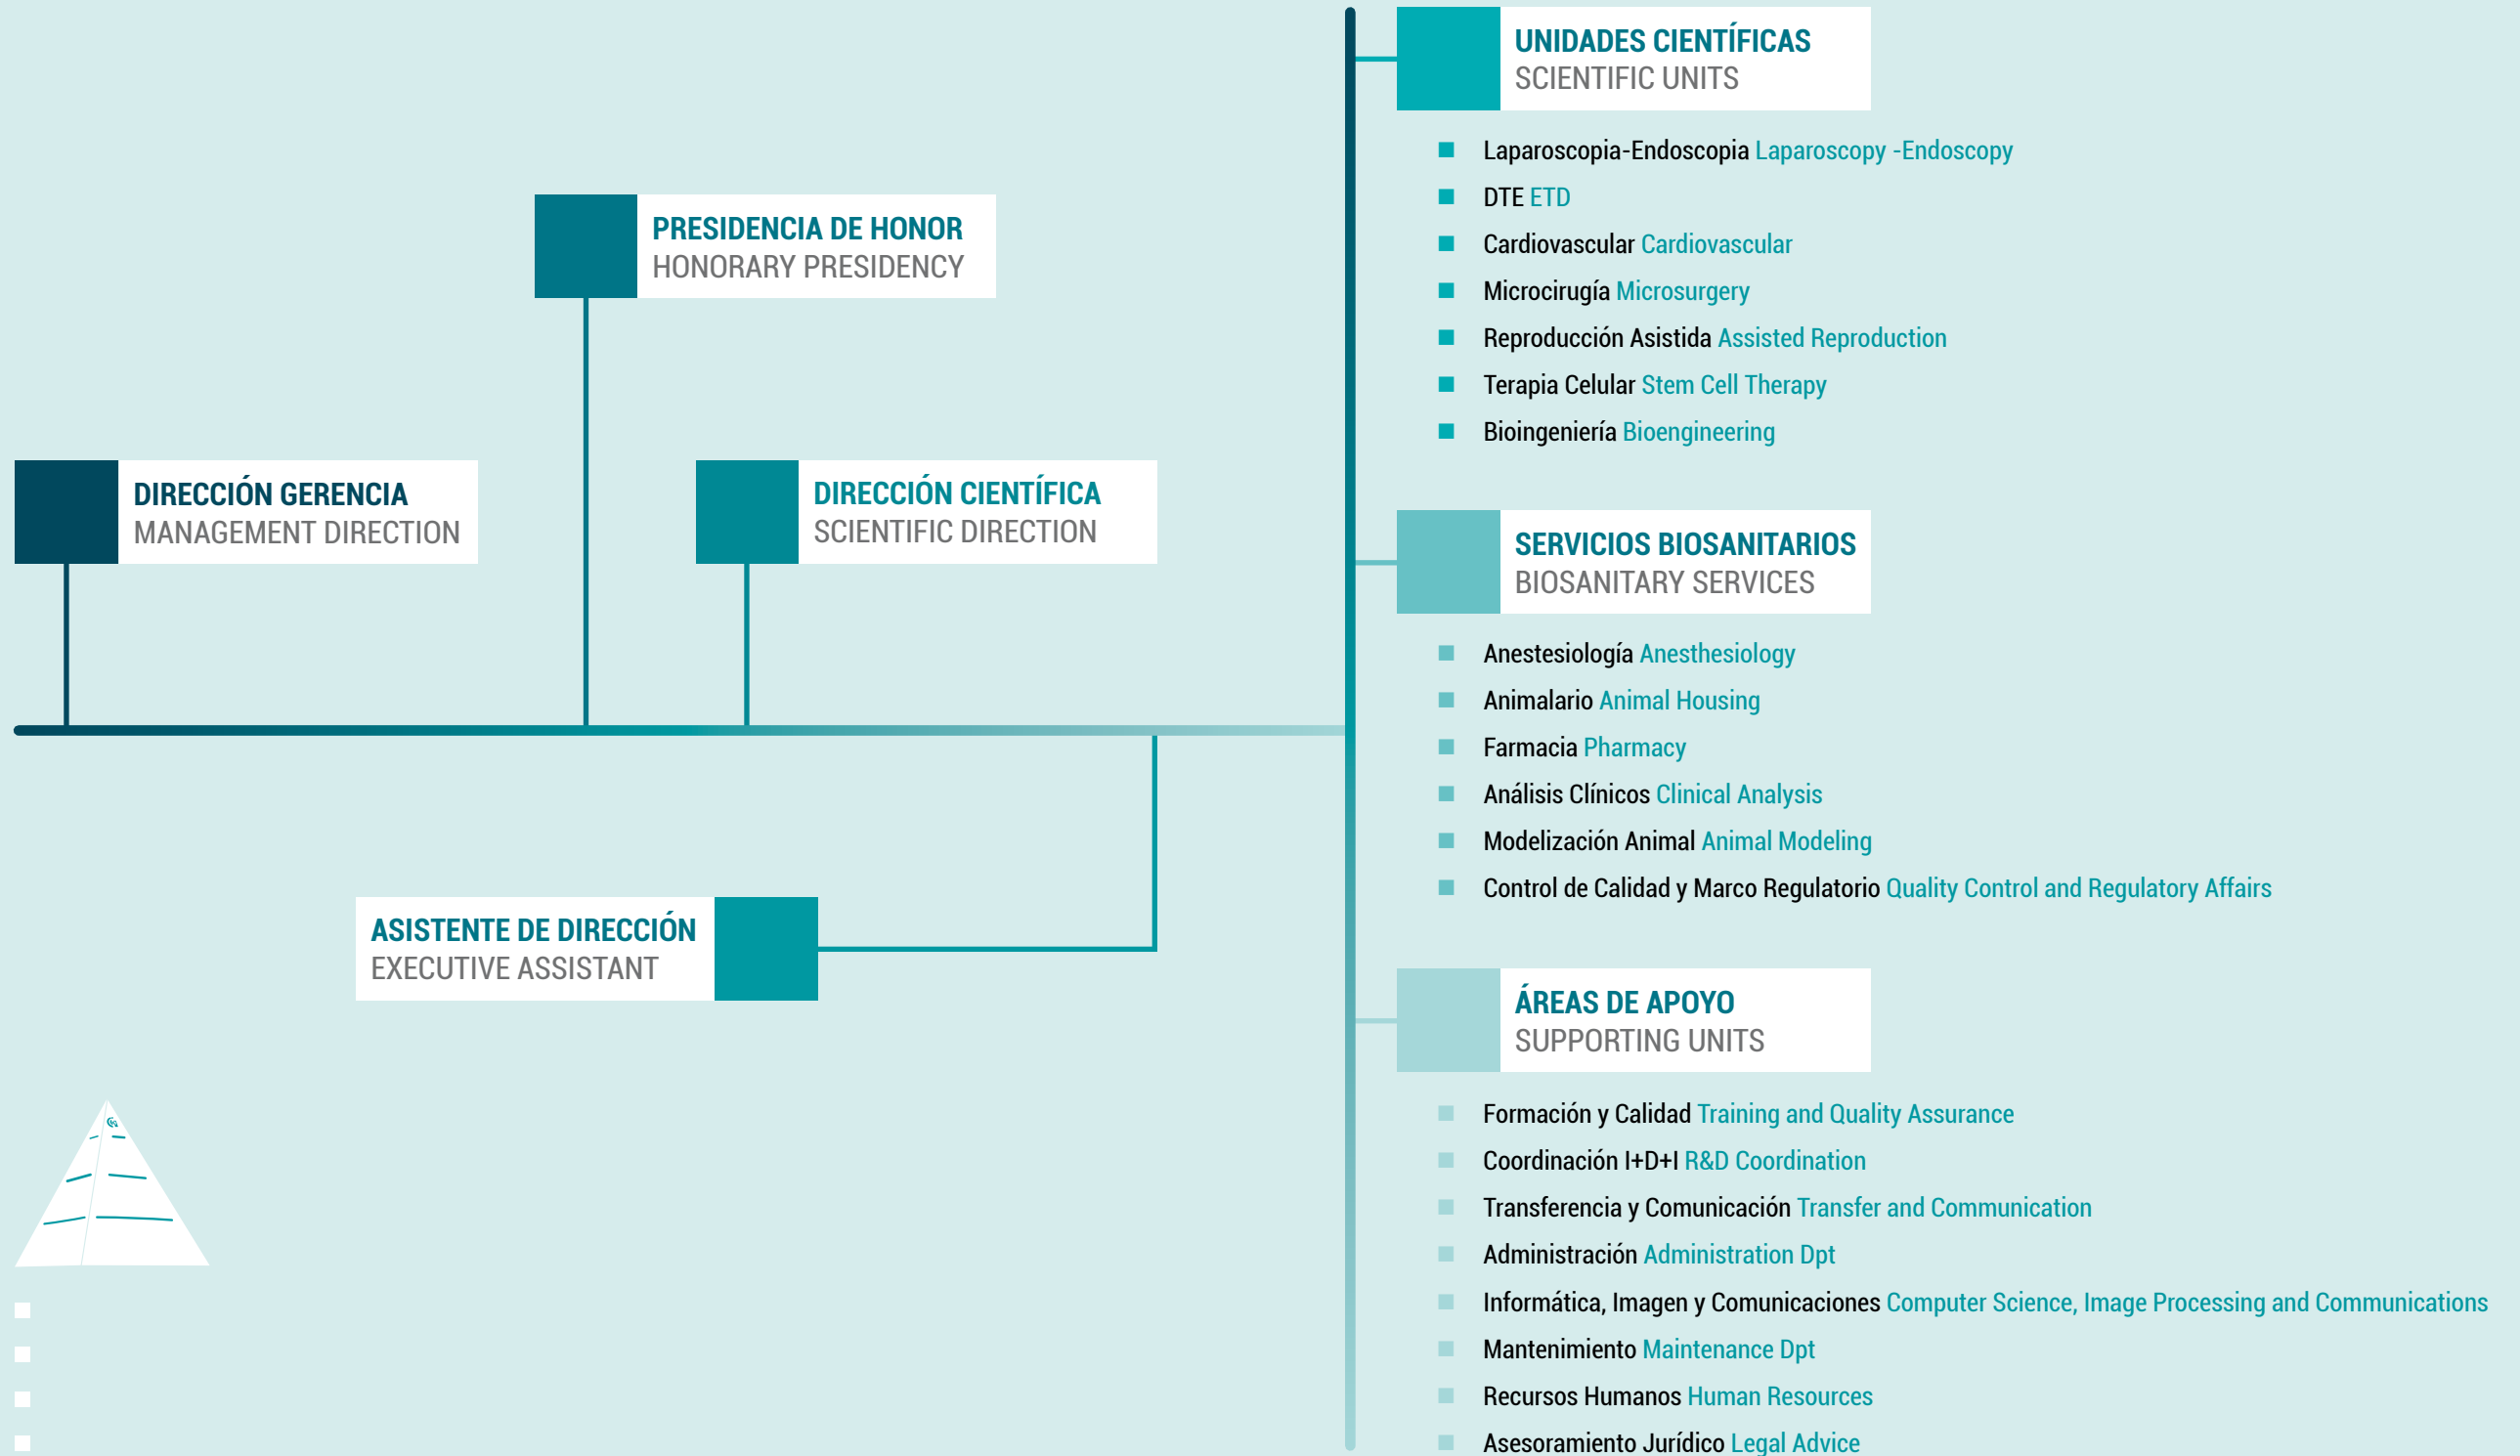 PRESIDENCIA DE HONOR
HONORARY PRESIDENCY
DIRECCIÓN GERENCIA
MANAGEMENT DIRECTION
DIRECCIÓN CIENTÍFICA
SCIENTIFIC DIRECTION
ASISTENTE DE DIRECCIÓN
EXECUTIVE ASSISTANT
UNIDADES CIENTÍFICAS
SCIENTIFIC UNITS
Laparoscopia-Endoscopia Laparoscopy -Endoscopy
DTE ETD
Cardiovascular Cardiovascular
Microcirugía Microsurgery
Reproducción Asistida Assisted Reproduction
Terapia Celular Stem Cell Therapy
Bioingeniería Bioengineering
SERVICIOS BIOSANITARIOS
BIOSANITARY SERVICES
Anestesiología Anesthesiology
Animalario Animal Housing
Farmacia Pharmacy
Análisis Clínicos Clinical Analysis
Modelización Animal Animal Modeling
Control de Calidad y Marco Regulatorio Quality Control and Regulatory Affairs
ÁREAS DE APOYO
SUPPORTING UNITS
Formación y Calidad Training and Quality Assurance
Coordinación I+D+I R&D Coordination
Transferencia y Comunicación Transfer and Communication
Administración Administration Dpt
Informática, Imagen y Comunicaciones Computer Science, Image Processing and Communications
Mantenimiento Maintenance Dpt
Recursos Humanos Human Resources
Asesoramiento Jurídico Legal Advice